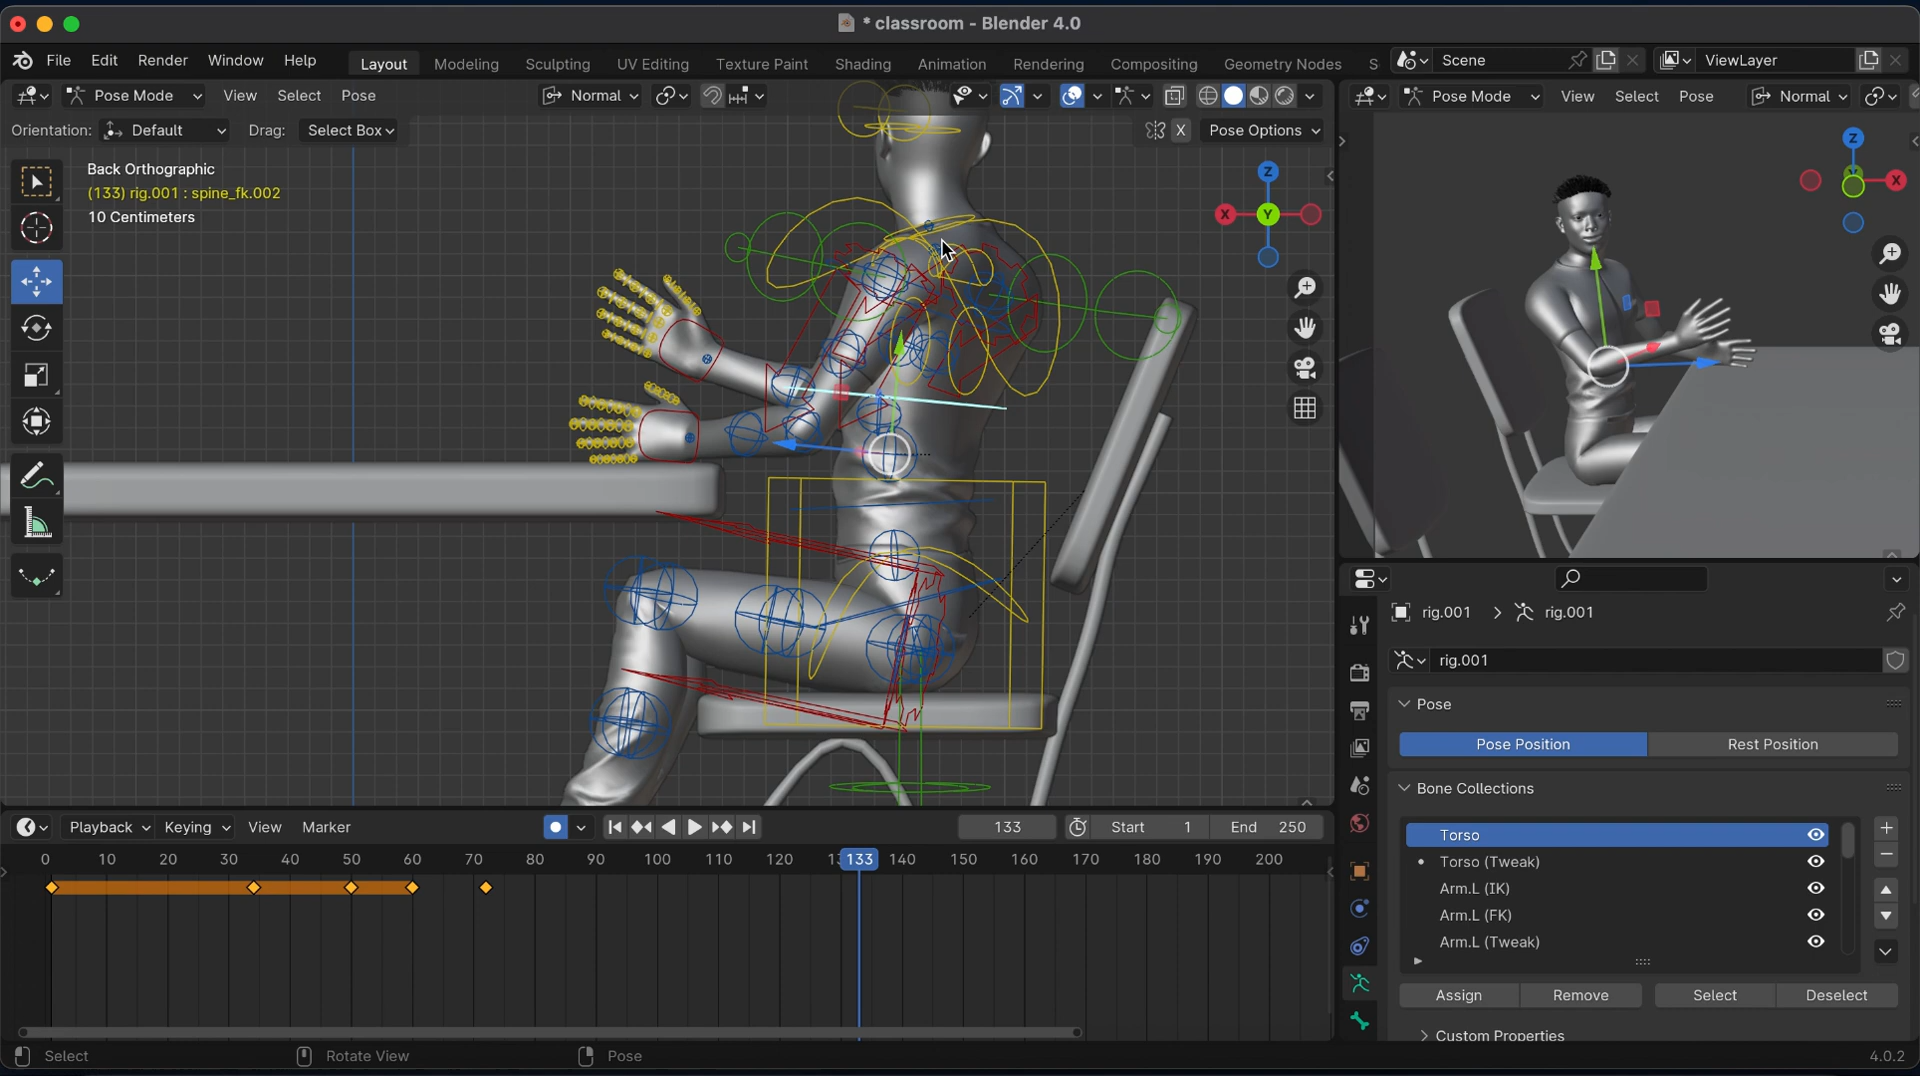 * classroom - Blender 4.0
File Edit Render Window Help Layout Modeling Sculpting UV Editing Texture Paint Shading Animation Rendering Compositing Geometry Nodes S Scene ViewLayer
Pose Mode View Select Pose Normal
Pose Mode View Select Pose Normal
Orientation: Default Drag: Select Box X Pose Options
Back Orthographic
(133) rig.001 : spine_fk.002
10 Centimeters
Z
X Y
Z
X
rig.001 > rig.001
rig.001
Pose
Pose Position Rest Position
Bone Collections
Torso
Torso (Tweak)
Arm.L (IK)
Arm.L (FK)
Arm.L (Tweak)
Assign Remove Select Deselect
Custom Properties
Playback Keying View Marker 133 Start 1 End 250
0 10 20 30 40 50 60 70 80 90 100 110 120 133 140 150 160 170 180 190 200
Select Rotate View Pose 4.0.2